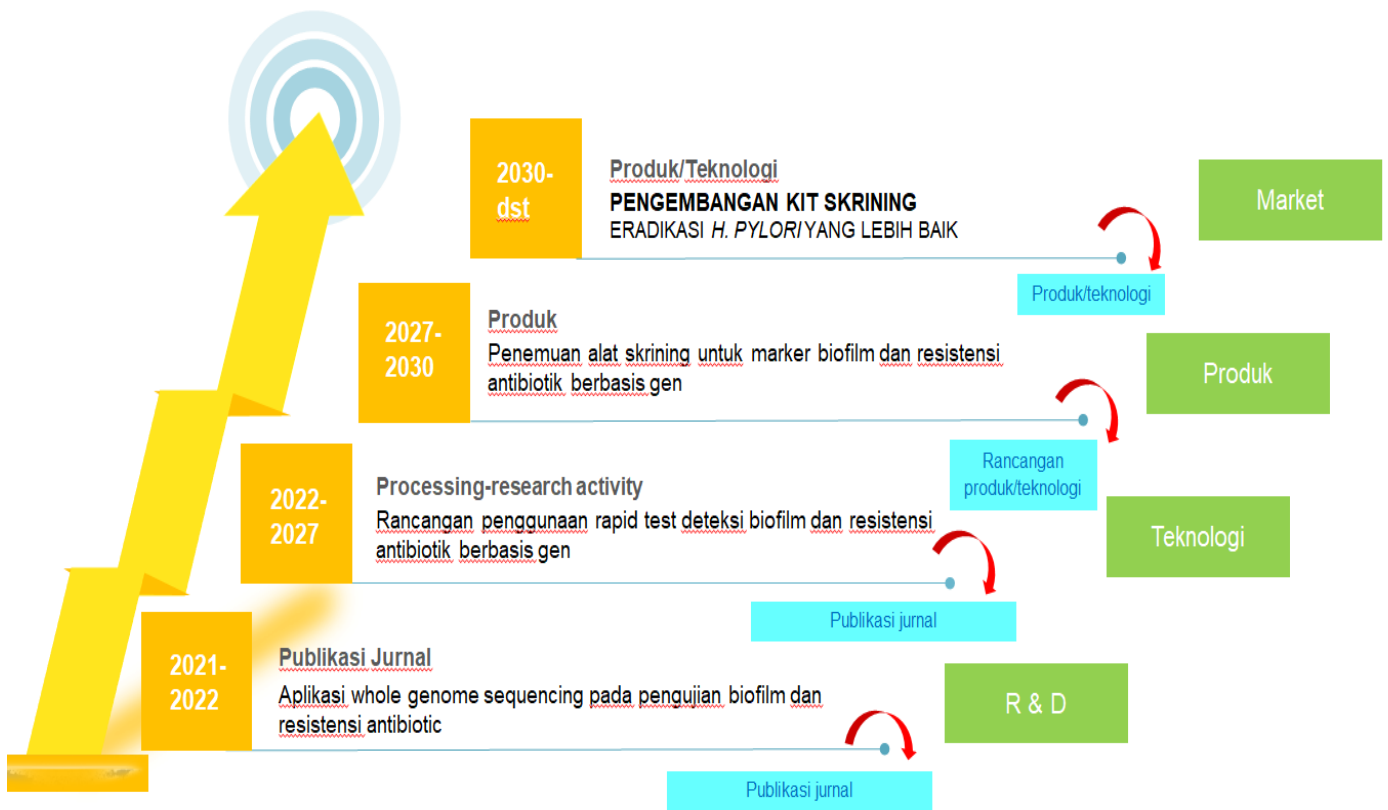 2030-
dst
Produk/Teknologi
PENGEMBANGAN KIT SKRINING
ERADIKASI H. PYLORI YANG LEBIH BAIK
Market
Produk/teknologi
2027-
2030
Produk
Penemuan alat skrining untuk marker biofilm dan resistensi
antibiotik berbasis gen
Produk
Rancangan
produk/teknologi
2022-
2027
Processing-research activity
Rancangan penggunaan rapid test deteksi biofilm dan resistensi
antibiotik berbasis gen
Teknologi
Publikasi jurnal
2021-
2022
Publikasi Jurnal
Aplikasi whole genome sequencing pada pengujian biofilm dan
resistensi antibiotic
R & D
Publikasi jurnal